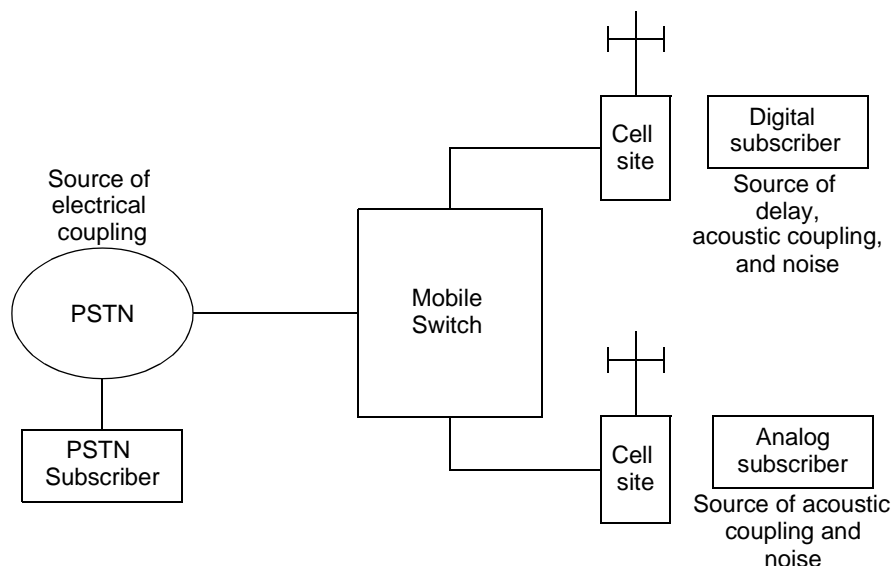 Cell
site
Digital
subscriber
Source of
delay,
acoustic coupling,
and noise
Source of
electrical
coupling
PSTN
Mobile
Switch
PSTN
Subscriber
Cell
site
Analog
subscriber
Source of acoustic
coupling and
noise